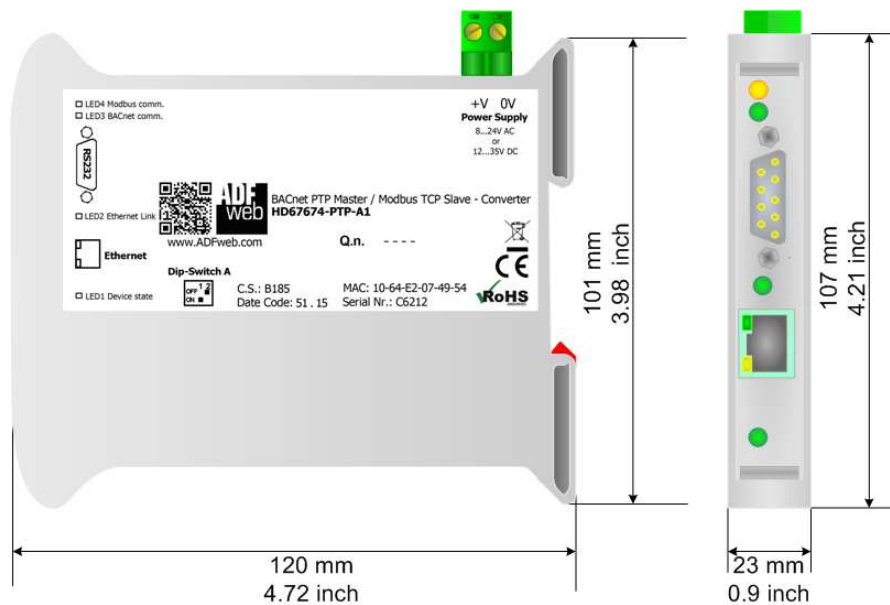 LED4 Modbus comm.
LED3 BACnet comm.
RS232
LED2 Ethernet Link
Ethernet
LED1 Device state
ADF
web
www.ADFweb.com
BACnet PTP Master / Modbus TCP Slave - Converter
HD67674-PTP-A1
Q.n. - - - -
Dip-Switch A
OFF 1 2
ON
C.S.: B185
Date Code: 51 . 15
MAC: 10-64-E2-07-49-54
Serial Nr.: C6212
+V 0V
Power Supply
8...24V AC
or
12...35V DC
CE
RoHS
101 mm
3.98 inch
107 mm
4.21 inch
120 mm
4.72 inch
23 mm
0.9 inch